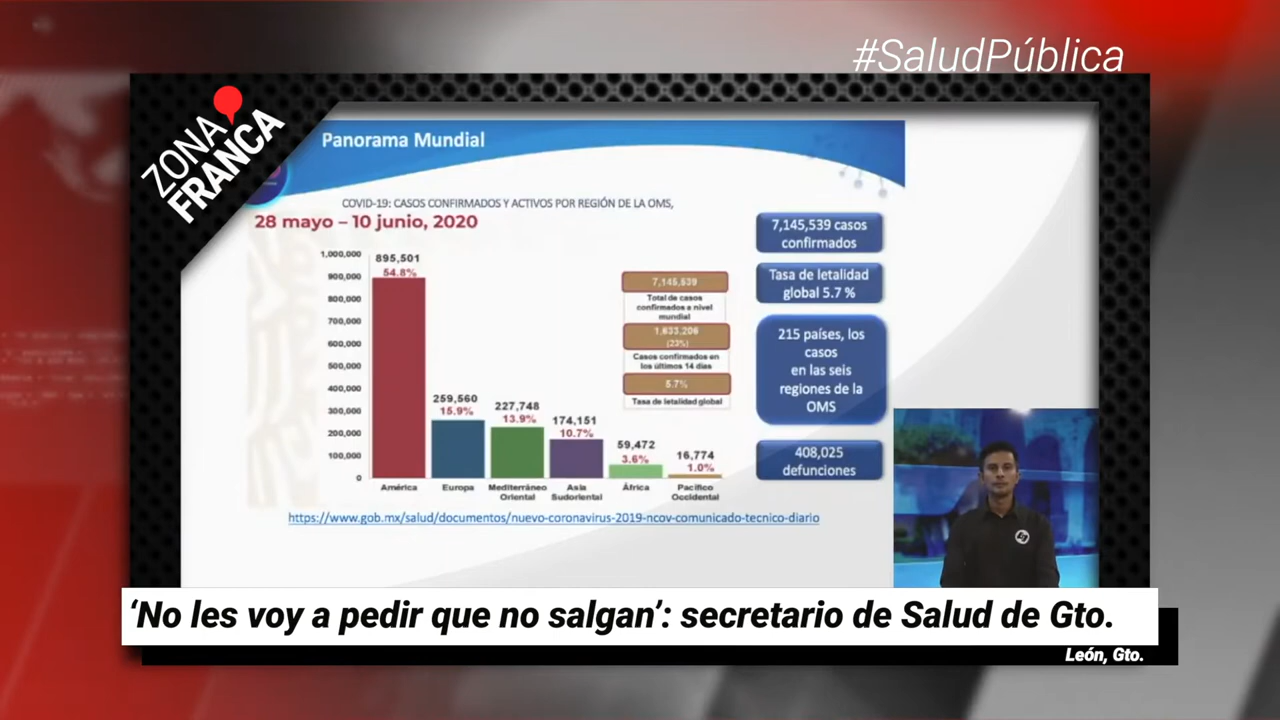 #SaludPública
ZONA
FRANCA
Panorama Mundial
COVID-19: CASOS CONFIRMADOS Y ACTIVOS POR REGIÓN DE LA OMS,
28 mayo – 10 junio, 2020
1,000,000
900,000
800,000
700,000
600,000
500,000
400,000
300,000
200,000
100,000
0
895,501
54.8%
259,560
15.9%
227,748
13.9%
174,151
10.7%
59,472
3.6%
16,774
1.0%
América
Europa
Mediterráneo
Oriental
Asia
Sudoriental
África
Pacífico
Occidental
7,145,539
Total de casos
confirmados a nivel
mundial
1,633,206
(23%)
Casos confirmados en
los últimos 14 días
5.7%
Tasa de letalidad global
7,145,539 casos
confirmados
Tasa de letalidad
global 5.7 %
215 países, los
casos
en las seis
regiones de la
OMS
408,025
defunciones
https://www.gob.mx/salud/documentos/nuevo-coronavirus-2019-ncov-comunicado-tecnico-diario
‘No les voy a pedir que no salgan’: secretario de Salud de Gto.
León, Gto.